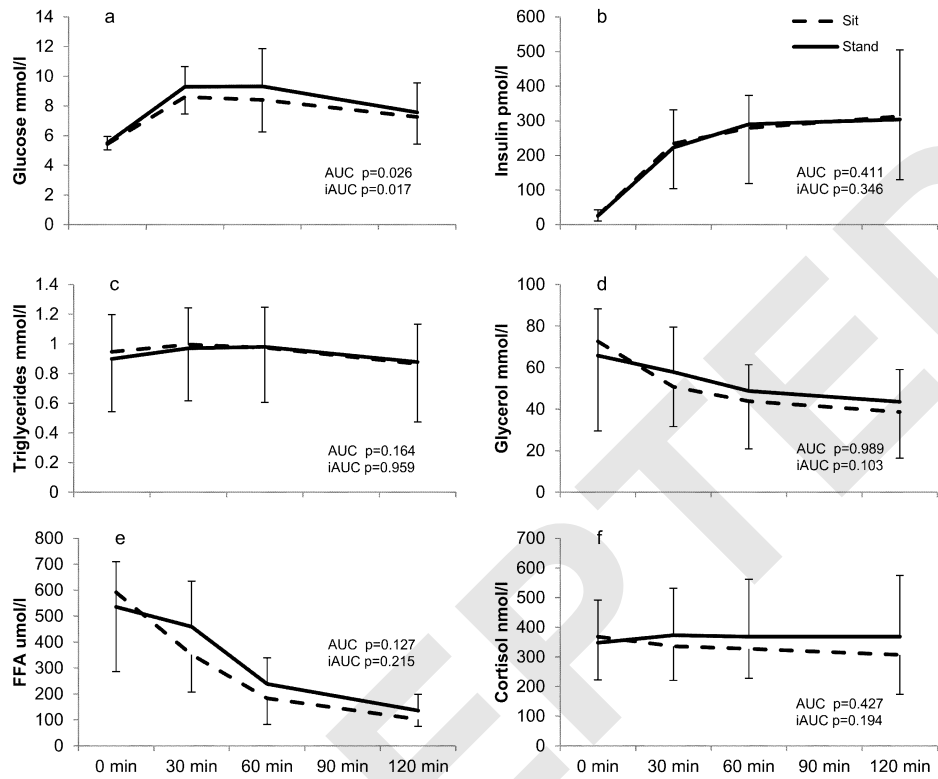 a
14
12
10
8
6
4
2
0
Glucose mmol/l
AUC p=0.026
iAUC p=0.017
b
600
500
400
300
200
100
0
Insulin pmol/l
Sit
Stand
AUC p=0.411
iAUC p=0.346
c
1.4
1.2
1
0.8
0.6
0.4
0.2
0
Triglycerides mmol/l
AUC p=0.164
iAUC p=0.959
d
100
80
60
40
20
0
Glycerol mmol/l
AUC p=0.989
iAUC p=0.103
e
800
700
600
500
400
300
200
100
0
FFA umol/l
AUC p=0.127
iAUC p=0.215
0 min 30 min 60 min 90 min 120 min
f
700
600
500
400
300
200
100
0
Cortisol nmol/l
AUC p=0.427
iAUC p=0.194
0 min 30 min 60 min 90 min 120 min
EPTED